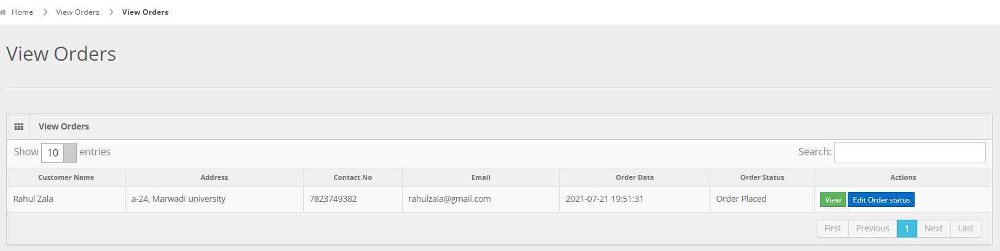 Home View Orders View Orders
View Orders
View Orders
Show 10 entries Search:
Customer Name Address Contact No Email Order Date Order Status Actions
Rahul Zala a-24, Marwadi university 7823749382 rahulzala@gmail.com 2021-07-21 19:51:31 Order Placed View Edit Order status
First Previous 1 Next Last